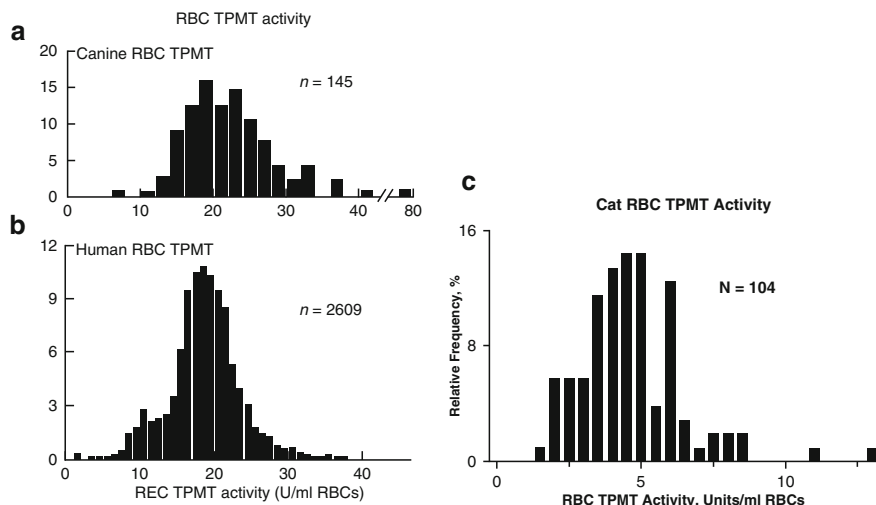 RBC TPMT activity
a
Canine RBC TPMT
n = 145
20
15
10
5
0
0 10 20 30 40 80
b
Human RBC TPMT
n = 2609
12
9
6
3
0
0 10 20 30 40
REC TPMT activity (U/ml RBCs)
c
Cat RBC TPMT Activity
N = 104
Relative Frequency, %
16
8
0
0 5 10
RBC TPMT Activity, Units/ml RBCs